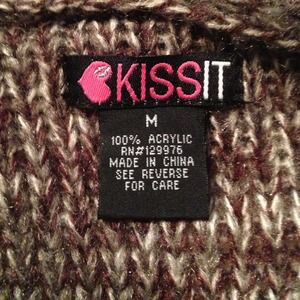 KISSIT
M
100% ACRYLIC
RN#129976
MADE IN CHINA
SEE REVERSE
FOR CARE